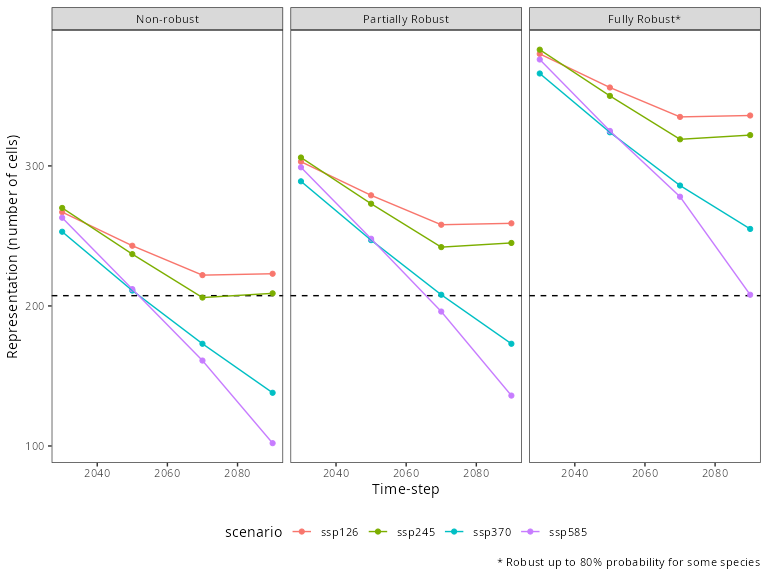 Non-robust
Partially Robust
Fully Robust*
Representation (number of cells)
300
200
100
2040 2060 2080
2040 2060 2080
2040 2060 2080
Time-step
scenario ssp126 ssp245 ssp370 ssp585
* Robust up to 80% probability for some species